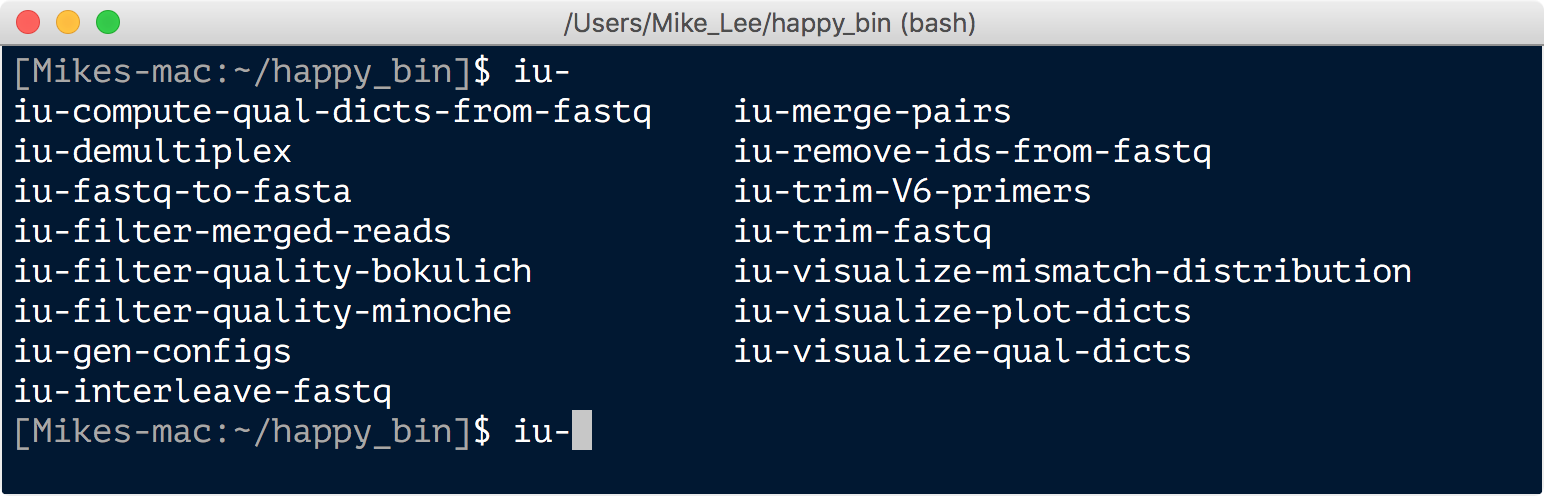 /Users/Mike_Lee/happy_bin (bash)
[Mikes-mac:~/happy_bin]$ iu-
iu-compute-qual-dicts-from-fastq    iu-merge-pairs
iu-demultiplex                      iu-remove-ids-from-fastq
iu-fastq-to-fasta                   iu-trim-V6-primers
iu-filter-merged-reads              iu-trim-fastq
iu-filter-quality-bokulich          iu-visualize-mismatch-distribution
iu-filter-quality-minoche           iu-visualize-plot-dicts
iu-gen-configs                      iu-visualize-qual-dicts
iu-interleave-fastq
[Mikes-mac:~/happy_bin]$ iu-